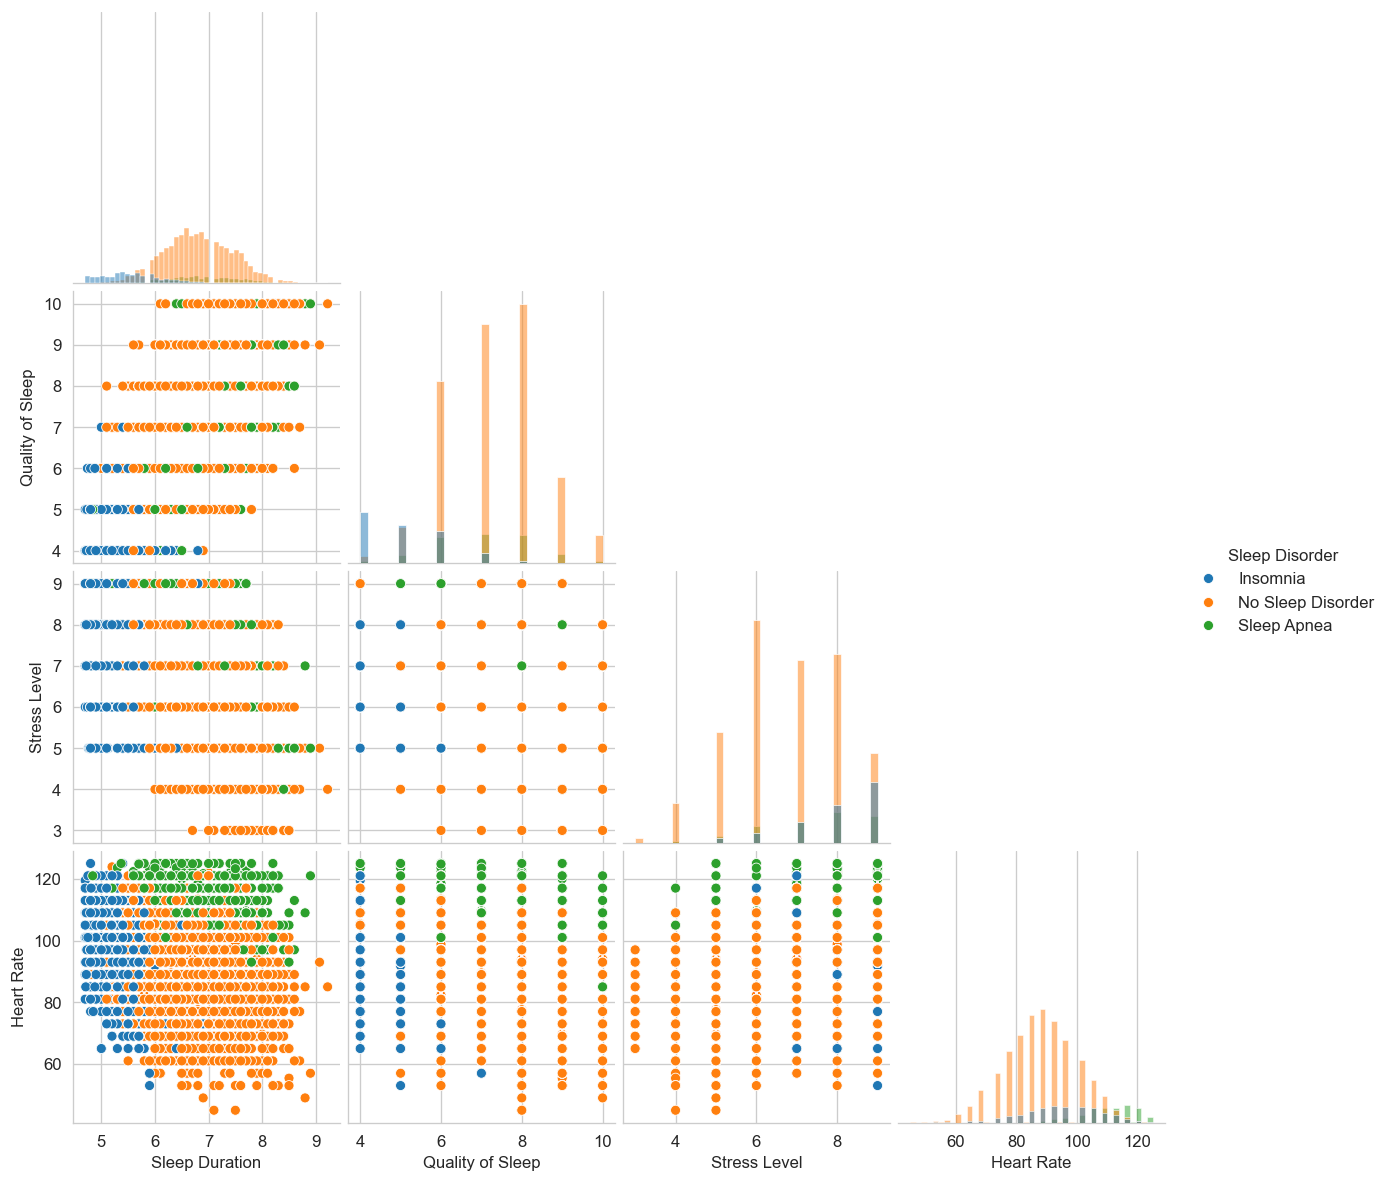 10
9
8
7
6
5
4
Quality of Sleep
9
8
7
6
5
4
3
Stress Level
Sleep Disorder
Insomnia
No Sleep Disorder
Sleep Apnea
120
100
80
60
Heart Rate
5 6 7 8 9
Sleep Duration
4 6 8 10
Quality of Sleep
4 6 8
Stress Level
60 80 100 120
Heart Rate